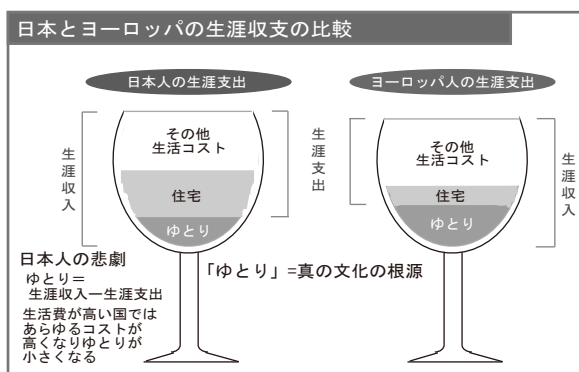 日本とヨーロッパの生涯収支の比較
日本人の生涯支出
ヨーロッパ人の生涯支出
生涯収入
その他
生活コスト
住宅
ゆとり
生涯支出
生涯支出
その他
生活コスト
住宅
ゆとり
生涯収入
日本人の悲劇
ゆとり＝
生涯収入ー生涯支出
生活費が高い国では
あらゆるコストが
高くなりゆとりが
小さくなる
「ゆとり」=真の文化の根源